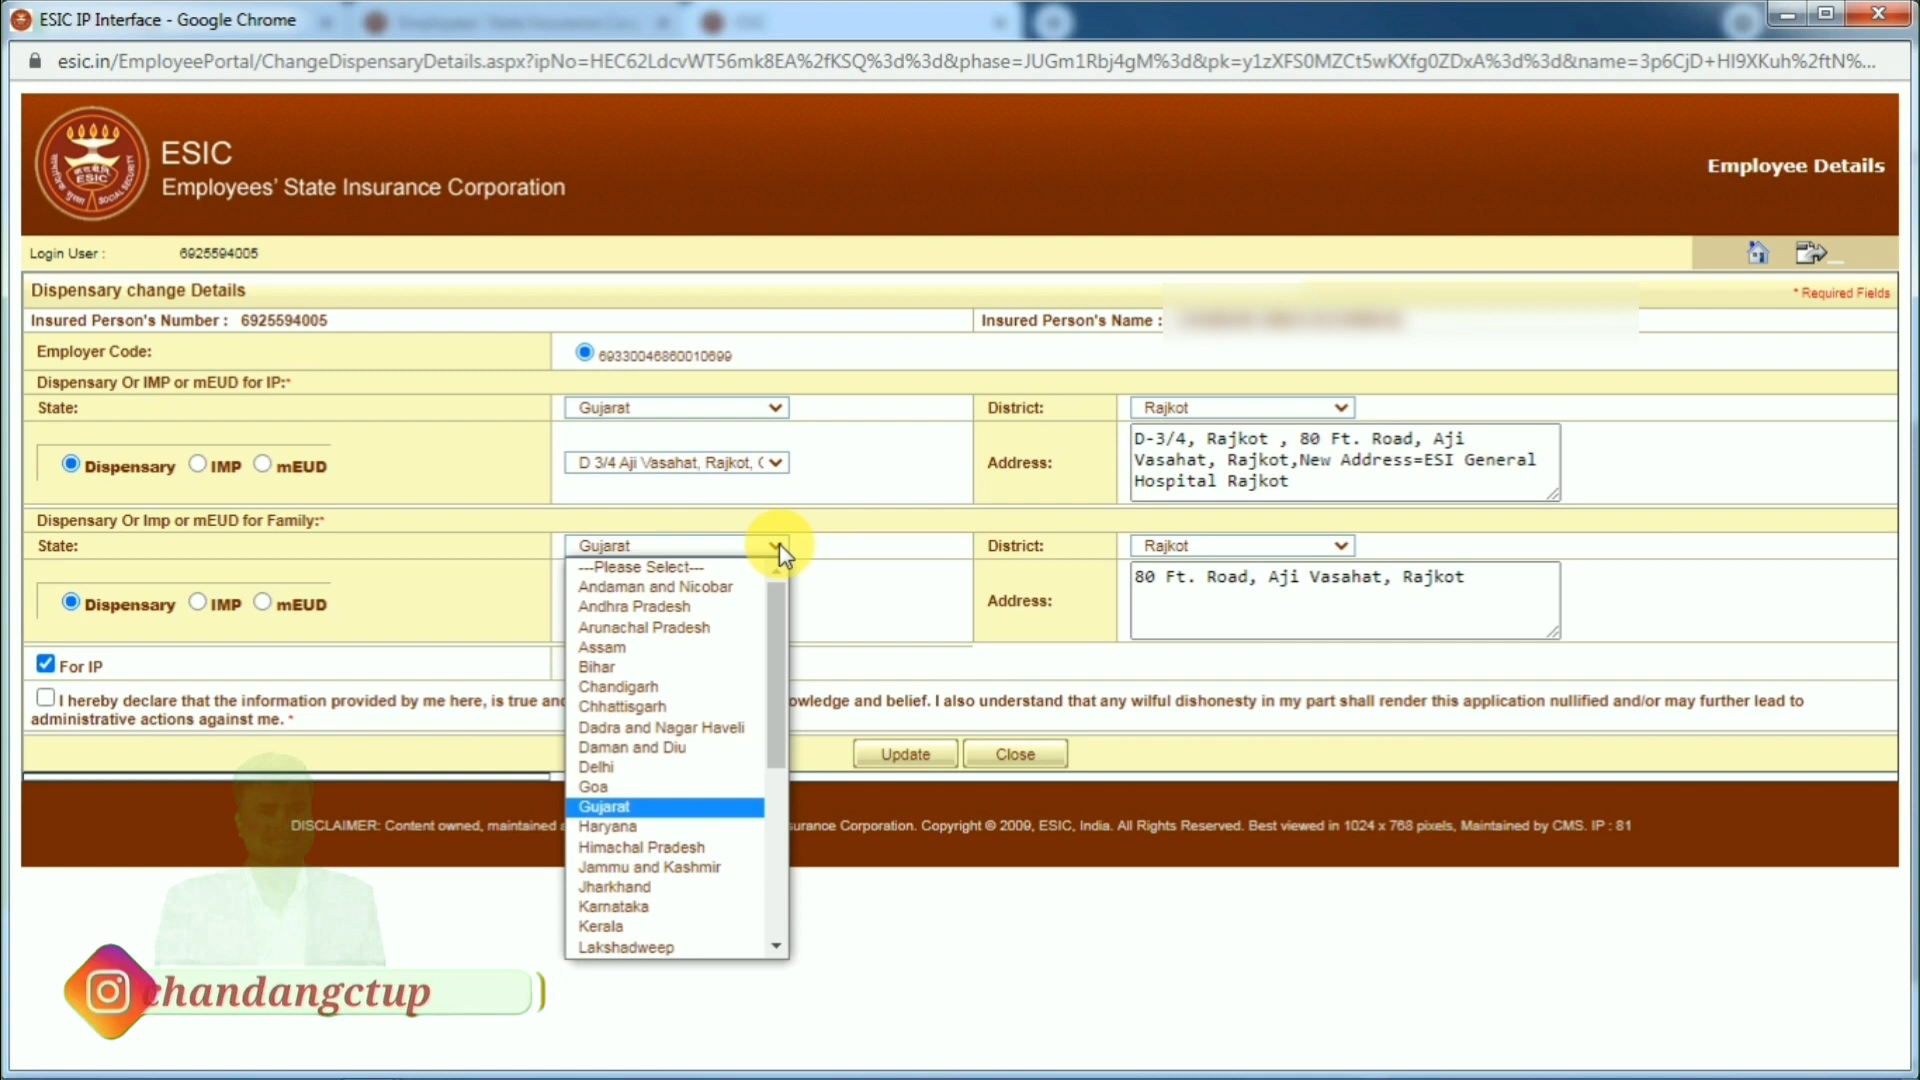 ESIC IP Interface - Google Chrome
esic.in/EmployeePortal/ChangeDispensaryDetails.aspx?ipNo=HEC62LdcvWT56mk8EA%2fKSQ%3d%3d&phase=JUGm1Rbj4gM%3d&pk=y1zXFS0MZCt5wKXfg0ZDxA%3d%3d&name=3p6CjD+HI9XKuh%2ftN%...
ESIC
Employees' State Insurance Corporation
Employee Details
Login User : 6925594005
Dispensary change Details
* Required Fields
Insured Person's Number : 6925594005 Insured Person's Name :
Employer Code: 69330046860010699
Dispensary Or IMP or mEUD for IP:*
State: Gujarat District: Rajkot
Dispensary IMP mEUD D 3/4 Aji Vasahat, Rajkot, ( Address:
D-3/4, Rajkot , 80 Ft. Road, Aji
Vasahat, Rajkot,New Address=ESI General
Hospital Rajkot
Dispensary Or Imp or mEUD for Family:*
State: Gujarat District: Rajkot
Dispensary IMP mEUD Address:
80 Ft. Road, Aji Vasahat, Rajkot
---Please Select---
Andaman and Nicobar
Andhra Pradesh
Arunachal Pradesh
Assam
Bihar
Chandigarh
Chhattisgarh
Dadra and Nagar Haveli
Daman and Diu
Delhi
Goa
Gujarat
Haryana
Himachal Pradesh
Jammu and Kashmir
Jharkhand
Karnataka
Kerala
Lakshadweep
For IP
I hereby declare that the information provided by me here, is true and owledge and belief. I also understand that any wilful dishonesty in my part shall render this application nullified and/or may further lead to
administrative actions against me. *
Update Close
DISCLAIMER: Content owned, maintained surance Corporation. Copyright © 2009, ESIC, India. All Rights Reserved. Best viewed in 1024 x 768 pixels, Maintained by CMS. IP : 81
chandangctup